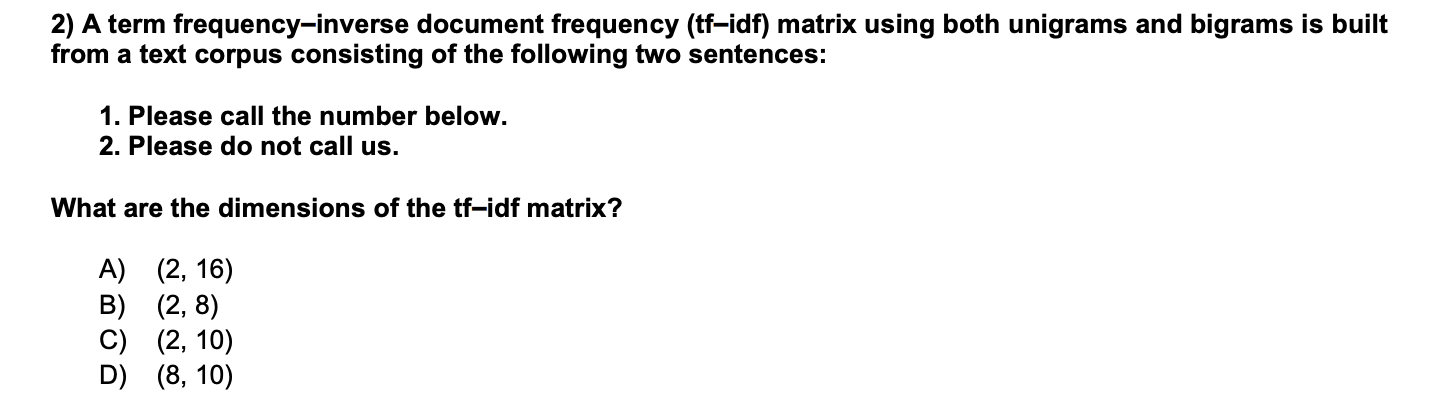 2) A term frequency–inverse document frequency (tf–idf) matrix using both unigrams and bigrams is built
from a text corpus consisting of the following two sentences:
1. Please call the number below.
2. Please do not call us.
What are the dimensions of the tf–idf matrix?
A) (2, 16)
B) (2, 8)
C) (2, 10)
D) (8, 10)